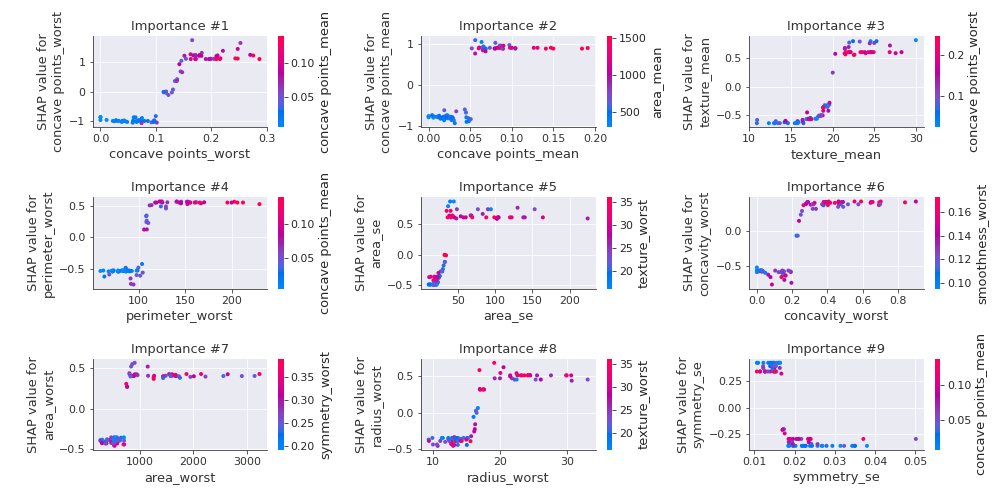 Importance #1
SHAP value for
concave points_worst
1
0
−1
0.0
0.1
0.2
0.3
concave points_worst
0.10
0.05
concave points_mean
Importance #2
SHAP value for
concave points_mean
1
0
−1
0.00
0.05
0.10
0.15
0.20
concave points_mean
1500
1000
500
area_mean
Importance #3
SHAP value for
texture_mean
0.5
0.0
−0.5
10
15
20
25
30
texture_mean
0.2
0.1
concave points_worst
Importance #4
SHAP value for
perimeter_worst
0.5
0.0
−0.5
100
150
200
perimeter_worst
0.10
0.05
concave points_mean
Importance #5
SHAP value for
area_se
0.5
0.0
−0.5
50
100
150
200
area_se
35
30
25
20
texture_worst
Importance #6
SHAP value for
concavity_worst
0.0
−0.5
0.0
0.2
0.4
0.6
0.8
concavity_worst
0.16
0.14
0.12
0.10
smoothness_worst
Importance #7
SHAP value for
area_worst
0.5
0.0
−0.5
1000
2000
3000
area_worst
0.35
0.30
0.25
0.20
symmetry_worst
Importance #8
SHAP value for
radius_worst
0.5
0.0
−0.5
10
20
30
radius_worst
35
30
25
20
texture_worst
Importance #9
SHAP value for
symmetry_se
0.25
0.00
−0.25
0.01
0.02
0.03
0.04
0.05
symmetry_se
0.10
0.05
concave points_mean